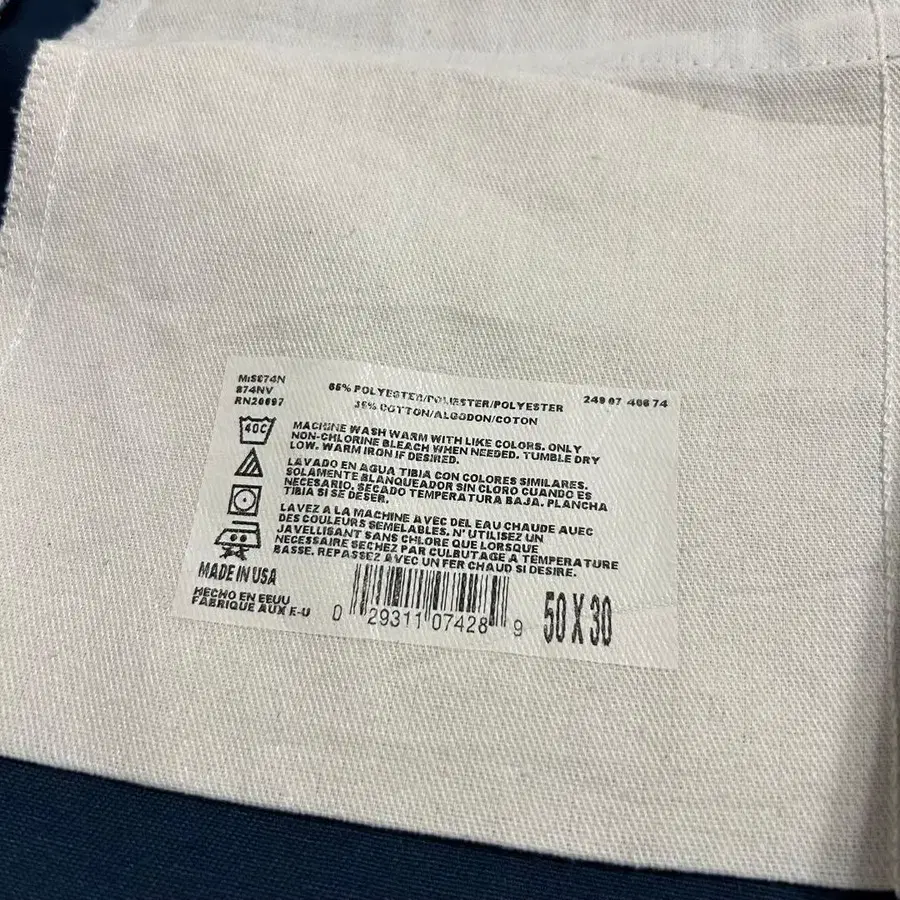 874NV
65% POLYESTER/POLIESTER/POLYESTER
35% COTTON/ALGODON/COTON
249 07 406 74
40C
MACHINE WASH WARM WITH LIKE COLORS. ONLY
NON-CHLORINE BLEACH WHEN NEEDED. TUMBLE DRY
LOW. WARM IRON IF DESIRED.
LAVADO EN AGUA TIBIA CON COLORES SIMILARES.
SOLAMENTE BLANQUEADOR SIN CLORO CUANDO ES
NECESARIO. SECADO TEMPERATURA BAJA. PLANCHA
TIBIA SI SE DESER.
LAVEZ A LA MACHINE AVEC DEL EAU CHAUDE AUEC
DES COULEURS SEMELABLES. N' UTILISEZ UN
JAVELLISANT SANS CHLORE QUE LORSQUE
NECESSAIRE SECHEZ PAR CULBUTAGE A TEMPERATURE
BASSE. REPASSEZ AVEC UN FER CHAUD SI DESIRE.
MADE IN USA
HECHO EN EEUU
FABRIQUE AUX E-U
0 29311 07428 9
50 X 30